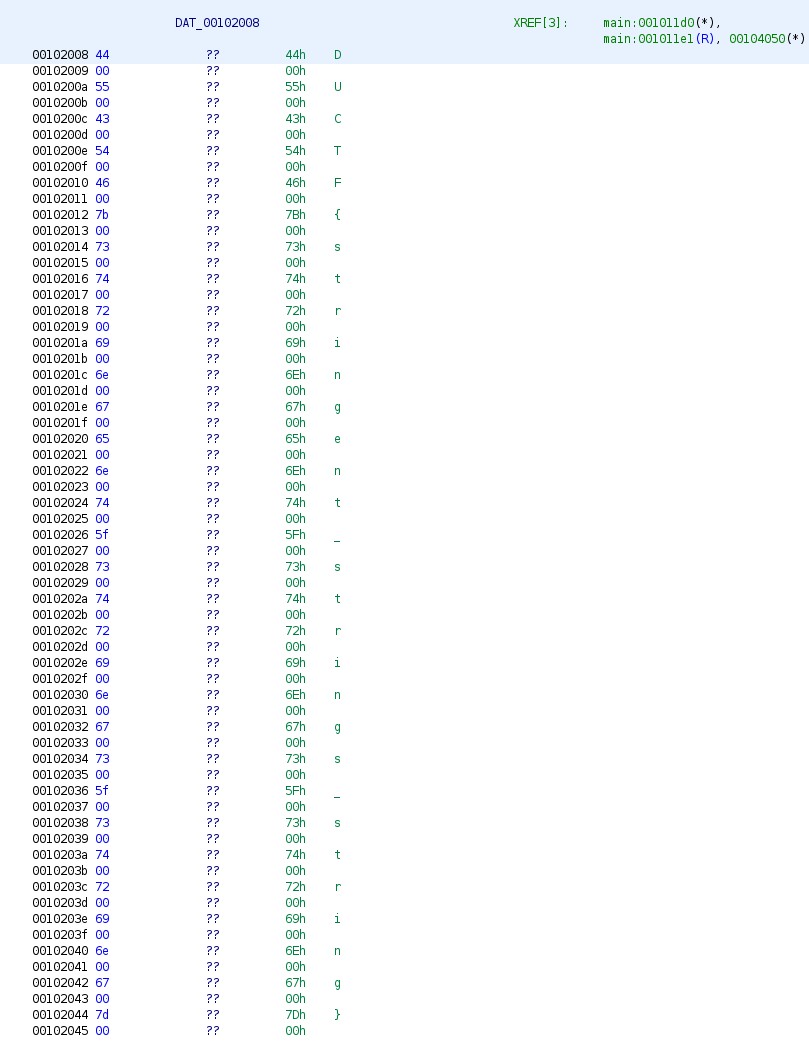 DAT_00102008 XREF[3]: main:001011d0(*),
main:001011e1(R), 00104050(*)
00102008 44 ?? 44h D
00102009 00 ?? 00h
0010200a 55 ?? 55h U
0010200b 00 ?? 00h
0010200c 43 ?? 43h C
0010200d 00 ?? 00h
0010200e 54 ?? 54h T
0010200f 00 ?? 00h
00102010 46 ?? 46h F
00102011 00 ?? 00h
00102012 7b ?? 7Bh {
00102013 00 ?? 00h
00102014 73 ?? 73h s
00102015 00 ?? 00h
00102016 74 ?? 74h t
00102017 00 ?? 00h
00102018 72 ?? 72h r
00102019 00 ?? 00h
0010201a 69 ?? 69h i
0010201b 00 ?? 00h
0010201c 6e ?? 6Eh n
0010201d 00 ?? 00h
0010201e 67 ?? 67h g
0010201f 00 ?? 00h
00102020 65 ?? 65h e
00102021 00 ?? 00h
00102022 6e ?? 6Eh n
00102023 00 ?? 00h
00102024 74 ?? 74h t
00102025 00 ?? 00h
00102026 5f ?? 5Fh _
00102027 00 ?? 00h
00102028 73 ?? 73h s
00102029 00 ?? 00h
0010202a 74 ?? 74h t
0010202b 00 ?? 00h
0010202c 72 ?? 72h r
0010202d 00 ?? 00h
0010202e 69 ?? 69h i
0010202f 00 ?? 00h
00102030 6e ?? 6Eh n
00102031 00 ?? 00h
00102032 67 ?? 67h g
00102033 00 ?? 00h
00102034 73 ?? 73h s
00102035 00 ?? 00h
00102036 5f ?? 5Fh _
00102037 00 ?? 00h
00102038 73 ?? 73h s
00102039 00 ?? 00h
0010203a 74 ?? 74h t
0010203b 00 ?? 00h
0010203c 72 ?? 72h r
0010203d 00 ?? 00h
0010203e 69 ?? 69h i
0010203f 00 ?? 00h
00102040 6e ?? 6Eh n
00102041 00 ?? 00h
00102042 67 ?? 67h g
00102043 00 ?? 00h
00102044 7d ?? 7Dh }
00102045 00 ?? 00h